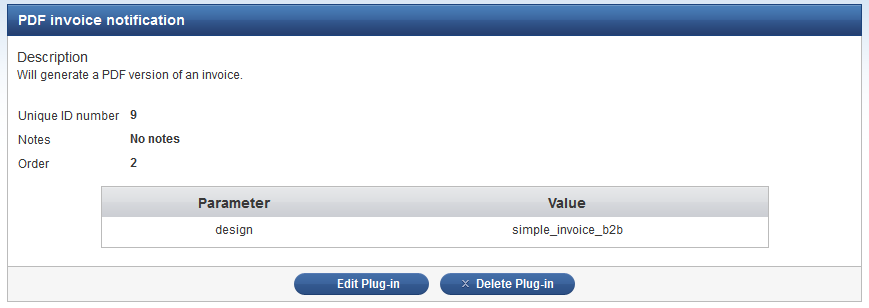 PDF invoice notification
Description
Will generate a PDF version of an invoice.
Unique ID number 9
Notes No notes
Order 2
Parameter Value
design simple_invoice_b2b
Edit Plug-in X Delete Plug-in